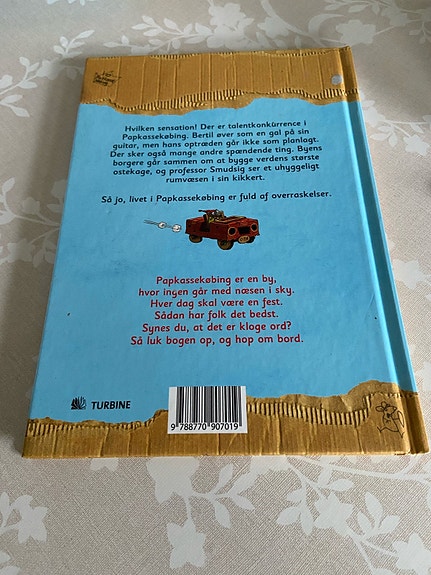 Hvilken sensation! Der er talentkonkurrence i
Papkassekøbing. Bertil øver som en gal på sin
guitar, men hans optræden går ikke som planlagt.
Der sker også mange andre spændende ting. Byens
borgere går sammen om at bygge verdens største
ostekage, og professor Smudsig ser et uhyggeligt
rumvæsen i sin kikkert.
Så jo, livet i Papkassekøbing er fuld af overraskelser.
Papkassekøbing er en by,
hvor ingen går med næsen i sky.
Hver dag skal være en fest.
Sådan har folk det bedst.
Synes du, at det er kloge ord?
Så luk bogen op, og hop om bord.
TURBINE
9 788770 907019